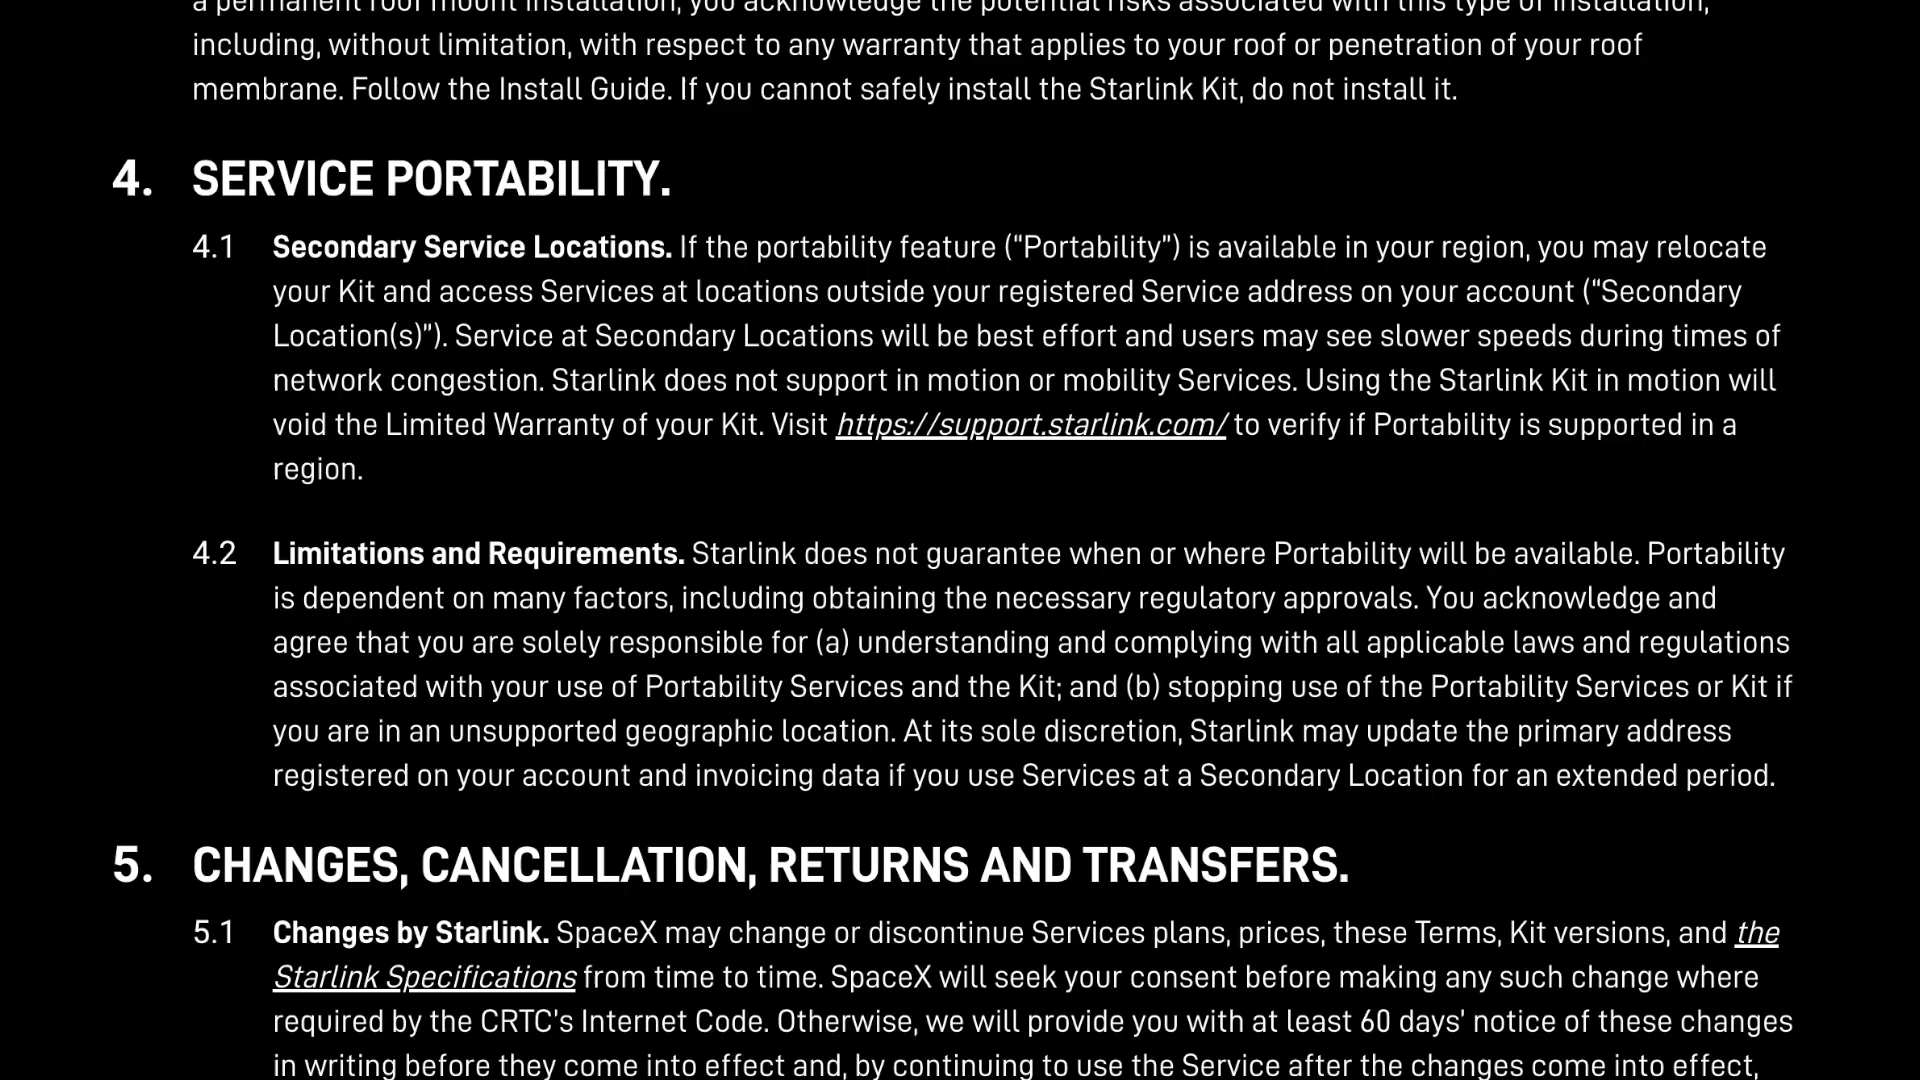 a permanent roof mount installation, you acknowledge the potential risks associated with this type of installation,
including, without limitation, with respect to any warranty that applies to your roof or penetration of your roof
membrane. Follow the Install Guide. If you cannot safely install the Starlink Kit, do not install it.
4. SERVICE PORTABILITY.
4.1 Secondary Service Locations. If the portability feature (“Portability”) is available in your region, you may relocate
your Kit and access Services at locations outside your registered Service address on your account (“Secondary
Location(s)”). Service at Secondary Locations will be best effort and users may see slower speeds during times of
network congestion. Starlink does not support in motion or mobility Services. Using the Starlink Kit in motion will
void the Limited Warranty of your Kit. Visit https://support.starlink.com/ to verify if Portability is supported in a
region.
4.2 Limitations and Requirements. Starlink does not guarantee when or where Portability will be available. Portability
is dependent on many factors, including obtaining the necessary regulatory approvals. You acknowledge and
agree that you are solely responsible for (a) understanding and complying with all applicable laws and regulations
associated with your use of Portability Services and the Kit; and (b) stopping use of the Portability Services or Kit if
you are in an unsupported geographic location. At its sole discretion, Starlink may update the primary address
registered on your account and invoicing data if you use Services at a Secondary Location for an extended period.
5. CHANGES, CANCELLATION, RETURNS AND TRANSFERS.
5.1 Changes by Starlink. SpaceX may change or discontinue Services plans, prices, these Terms, Kit versions, and the
Starlink Specifications from time to time. SpaceX will seek your consent before making any such change where
required by the CRTC’s Internet Code. Otherwise, we will provide you with at least 60 days’ notice of these changes
in writing before they come into effect and, by continuing to use the Service after the changes come into effect,